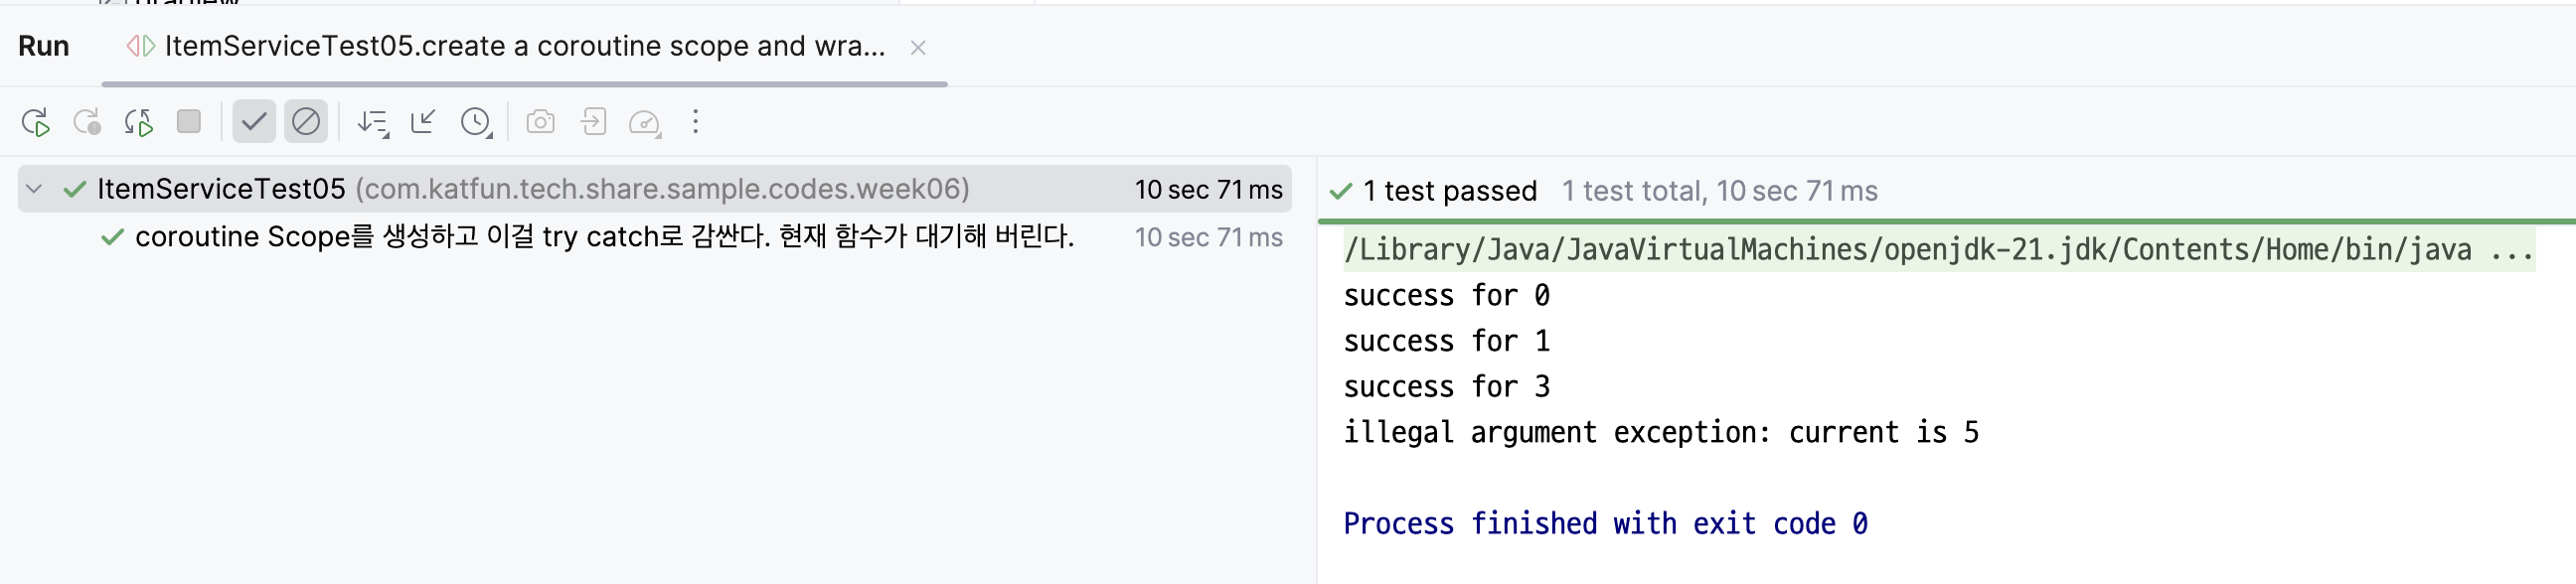 Run ItemServiceTest05.create a coroutine scope and wra...
ItemServiceTest05 (com.katfun.tech.share.sample.codes.week06) 10 sec 71 ms
coroutine Scope를 생성하고 이걸 try catch로 감싼다. 현재 함수가 대기해 버린다. 10 sec 71 ms
1 test passed 1 test total, 10 sec 71 ms
/Library/Java/JavaVirtualMachines/openjdk-21.jdk/Contents/Home/bin/java ...
success for 0
success for 1
success for 3
illegal argument exception: current is 5
Process finished with exit code 0